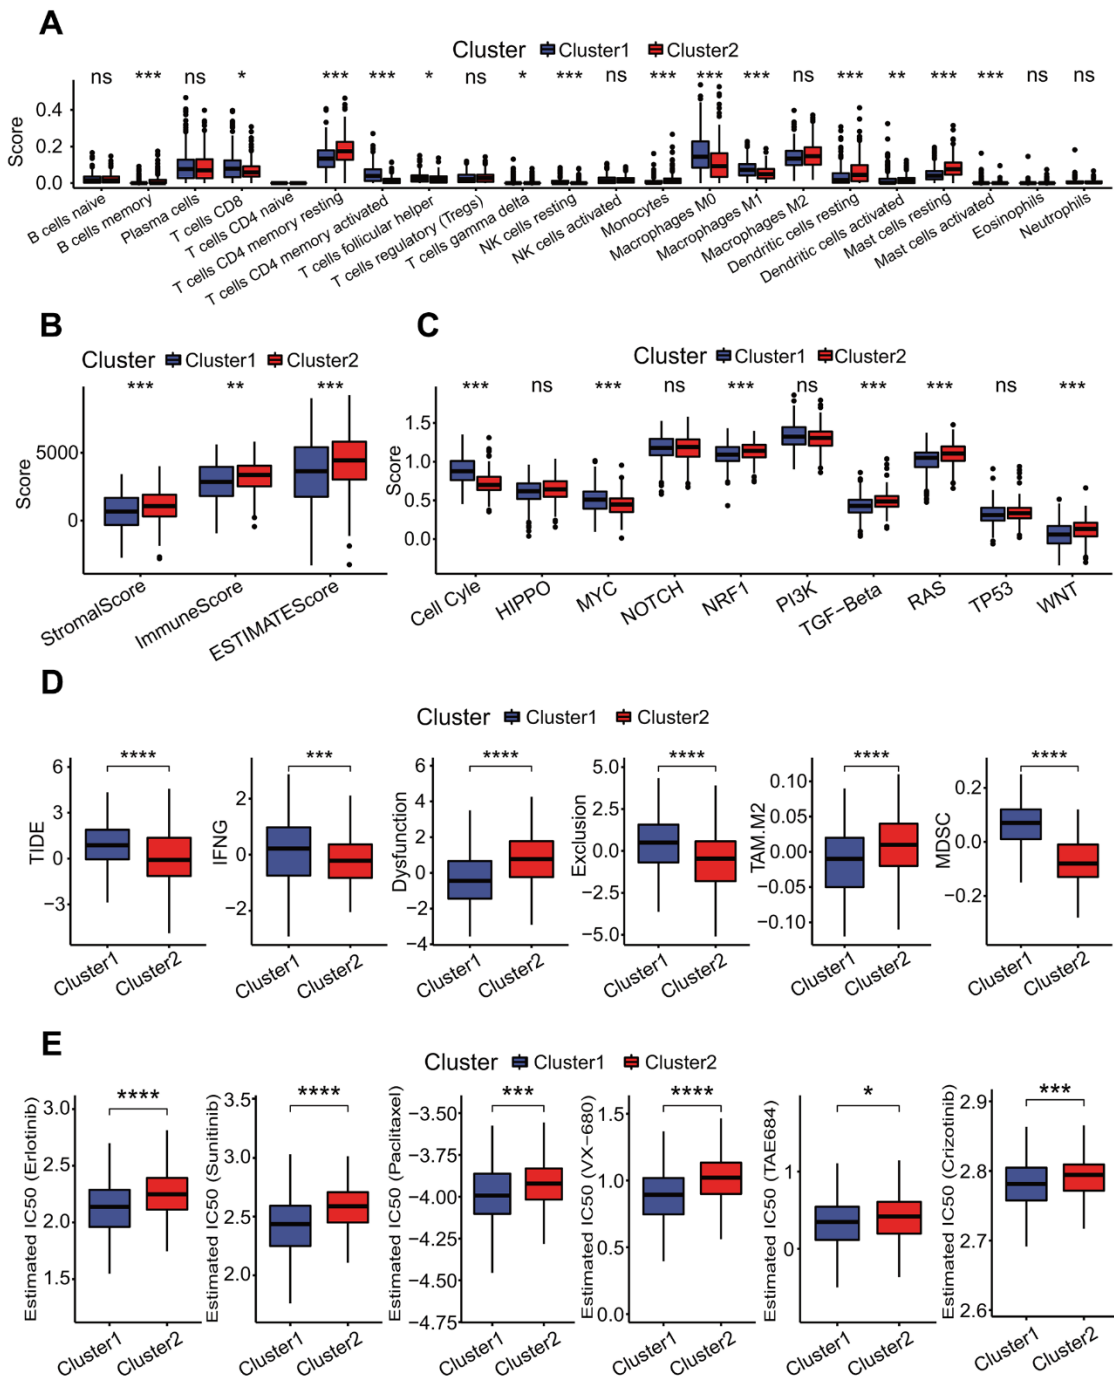 A
Cluster Cluster1 Cluster2
ns *** ns * *** *** * ns * *** ns *** *** *** ns *** ** *** *** ns ns
Score
0.4
0.2
0.0
B cells naive
B cells memory
Plasma cells
T cells CD8
T cells CD4 naive
T cells CD4 memory resting
T cells CD4 memory activated
T cells follicular helper
T cells regulatory (Tregs)
T cells gamma delta
NK cells resting
NK cells activated
Monocytes
Macrophages M0
Macrophages M1
Macrophages M2
Dendritic cells resting
Dendritic cells activated
Mast cells resting
Mast cells activated
Eosinophils
Neutrophils
B
Cluster Cluster1 Cluster2
*** ** ***
Score
5000
0
StromalScore
ImmuneScore
ESTIMATEScore
C
Cluster Cluster1 Cluster2
*** ns *** ns *** ns *** *** ns ***
Score
1.5
1.0
0.5
0.0
Cell Cyle
HIPPO
MYC
NOTCH
NRF1
PI3K
TGF-Beta
RAS
TP53
WNT
D
Cluster Cluster1 Cluster2
****
TIDE
6
3
0
−3
Cluster1
Cluster2
***
IFNG
2
0
−2
Cluster1
Cluster2
****
Dysfunction
6
4
2
0
−2
−4
Cluster1
Cluster2
****
Exclusion
5.0
2.5
0.0
−2.5
−5.0
Cluster1
Cluster2
****
TAM.M2
0.10
0.05
0.00
−0.05
−0.10
Cluster1
Cluster2
****
MDSC
0.2
0.0
−0.2
Cluster1
Cluster2
E
Cluster Cluster1 Cluster2
****
Estimated IC50 (Erlotinib)
3.0
2.5
2.0
1.5
Cluster1
Cluster2
****
Estimated IC50 (Sunitinib)
3.5
3.0
2.5
2.0
Cluster1
Cluster2
***
Estimated IC50 (Paclitaxel)
−3.50
−3.75
−4.00
−4.25
−4.50
−4.75
Cluster1
Cluster2
****
Estimated IC50 (VX−680)
1.5
1.0
0.5
0.0
Cluster1
Cluster2
*
Estimated IC50 (TAE684)
1
0
Cluster1
Cluster2
***
Estimated IC50 (Crizotinib)
2.9
2.8
2.7
2.6
Cluster1
Cluster2